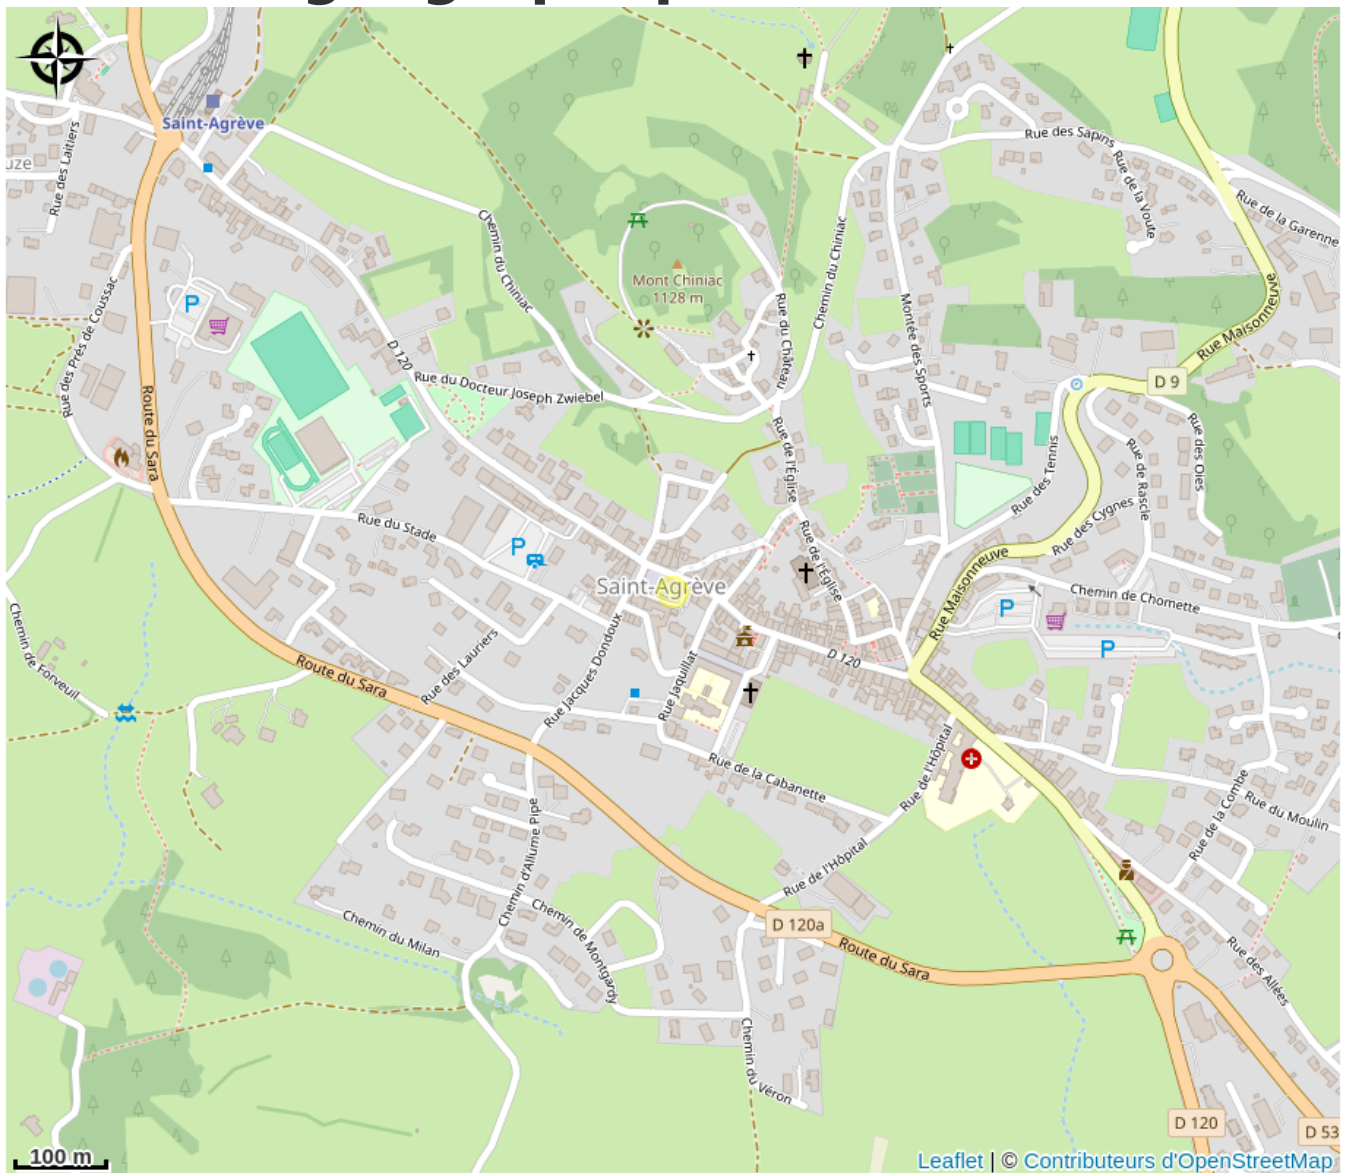 Saint-Agrève
Rue des Laitiers
uze
Rue des Sapins
Rue de la Voute
Rue de la Garenne
Chemin du Chiniac
Chemin du Chiniac
Mont Chiniac
1128 m
Rue du Château
Montée des Sports
Rue Maisonneuve
Rue des Prés de Coussac
P
D 120
Route du Sara
Rue du Docteur Joseph Zwiebel
D 9
Rue de l'Église
Rue des Tennis
Rue de Rascle
Rue des Oies
Rue du Stade
P
Rue de l'Église
Rue des Cygnes
Rue Maisonneuve
Saint-Agrève
Chemin de Chomette
P
P
Chemin de Forveuil
Rue des Lauriers
Rue Jacques Dondoux
Rue Jaquillat
D 120
Route du Sara
Rue de la Cabanette
Rue de l'Hôpital
Rue de la Combe
Rue du Moulin
Chemin d'Allume Pipe
Rue de l'Hôpital
Chemin du Milan
Chemin de Montgardy
D 120a
Route du Sara
Rue des Allées
Chemin du Véron
D 120
D 53
100 m
Leaflet | © Contributeurs d'OpenStreetMap